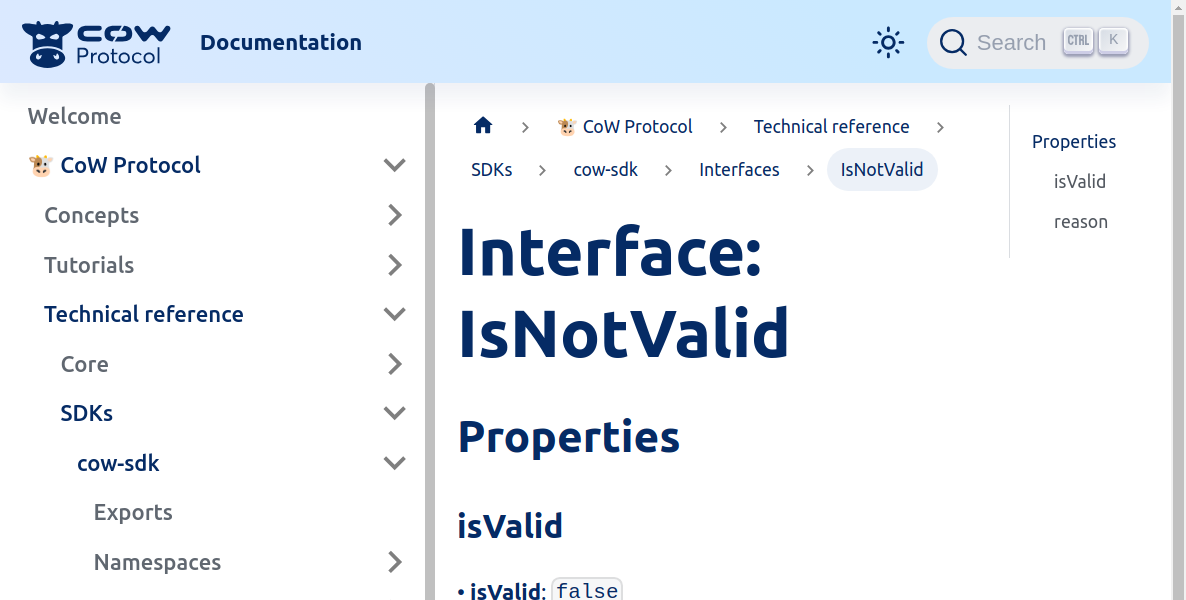 COW
Protocol
Documentation
Search CTRL K
Welcome
CoW Protocol
Concepts
Tutorials
Technical reference
Core
SDKs
cow-sdk
Exports
Namespaces
CoW Protocol > Technical reference >
SDKs > cow-sdk > Interfaces > IsNotValid
Interface:
IsNotValid
Properties
isValid
• isValid: false
Properties
isValid
reason